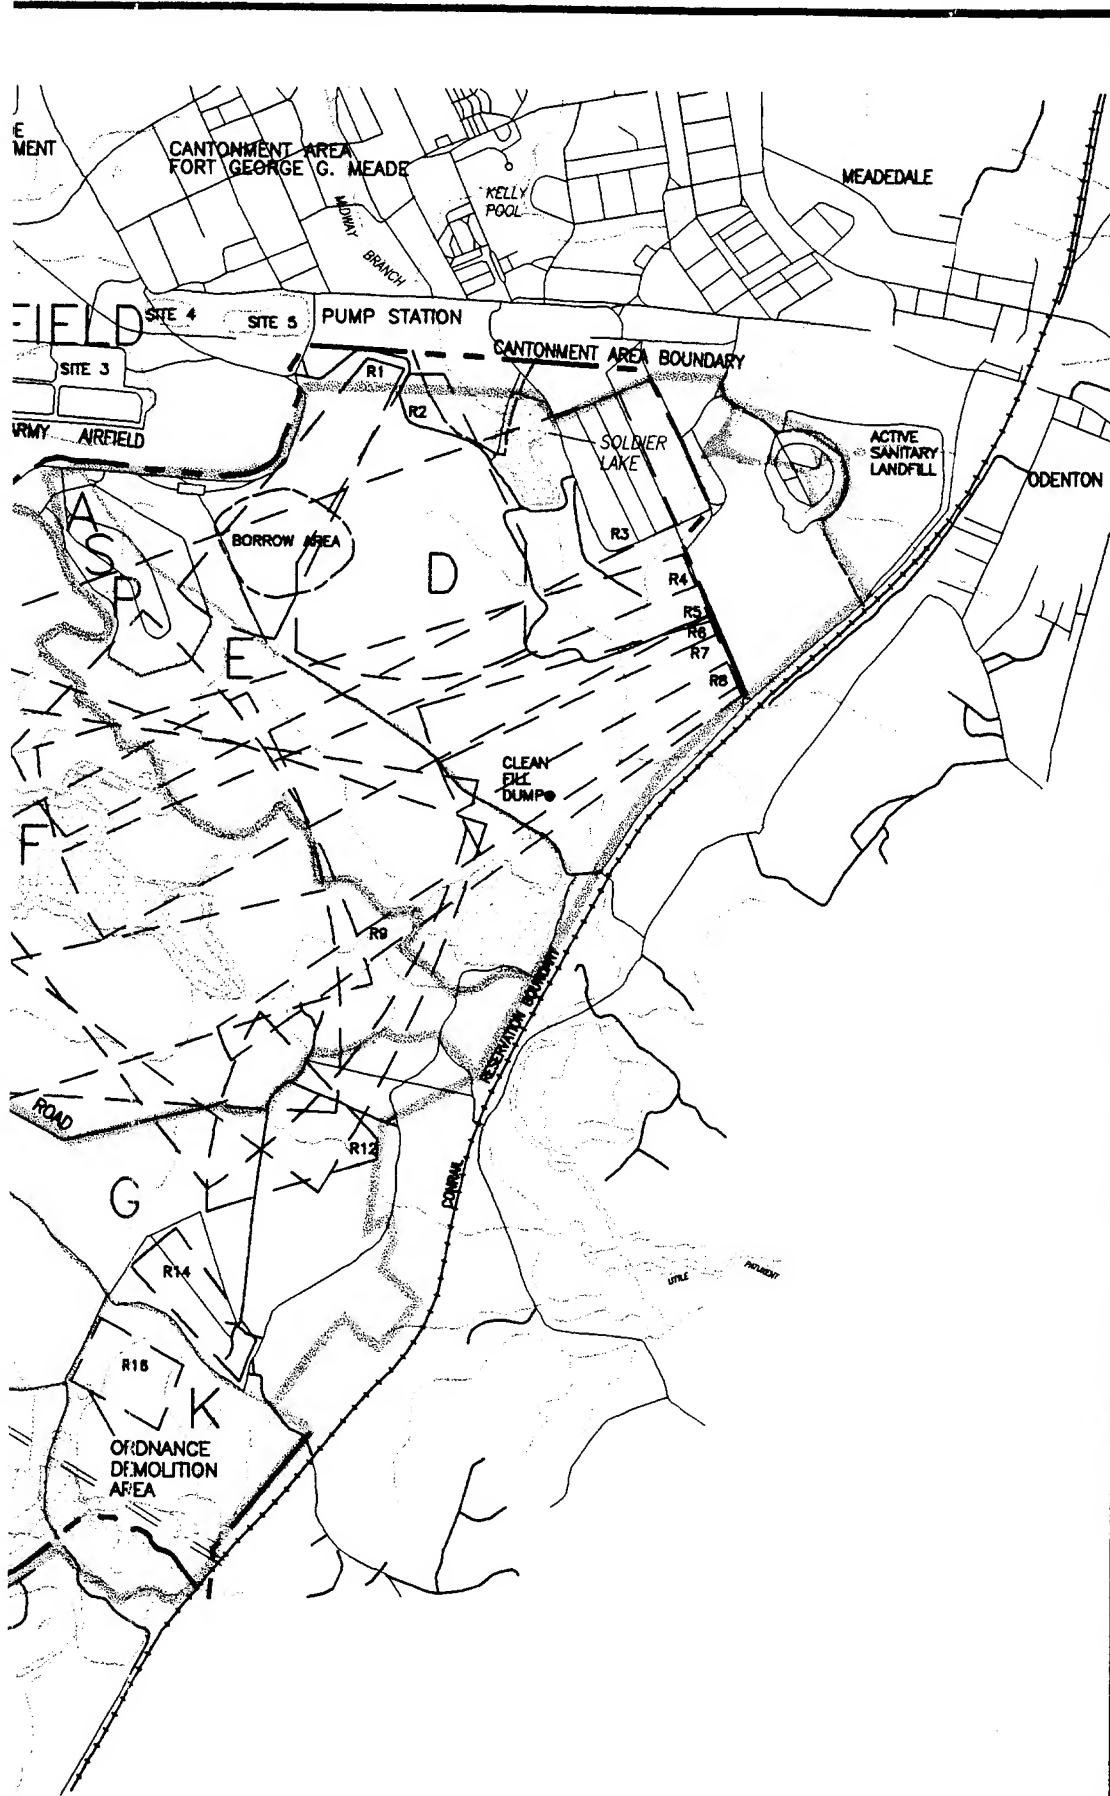 E
MENT
CANTONMENT AREA
FORT GEORGE G. MEADE
MEADEDALE
KELLY
POOL
MIDWAY
BRANCH
FIELD
SITE 4
SITE 5
PUMP STATION
CANTONMENT AREA BOUNDARY
SITE 3
R1
R2
ARMY AIRFIELD
SOLDIER
LAKE
ACTIVE
SANITARY
LANDFILL
ODENTON
A
S
P
BORROW AREA
R3
D
R4
R5
R6
R7
R8
E
CLEAN
FILL
DUMP
F
R9
RESERVATION BOUNDARY
ROAD
R12
CONRAIL
G
R14
LITTLE
PATUXENT
R16
K
ORDNANCE
DEMOLITION
AREA